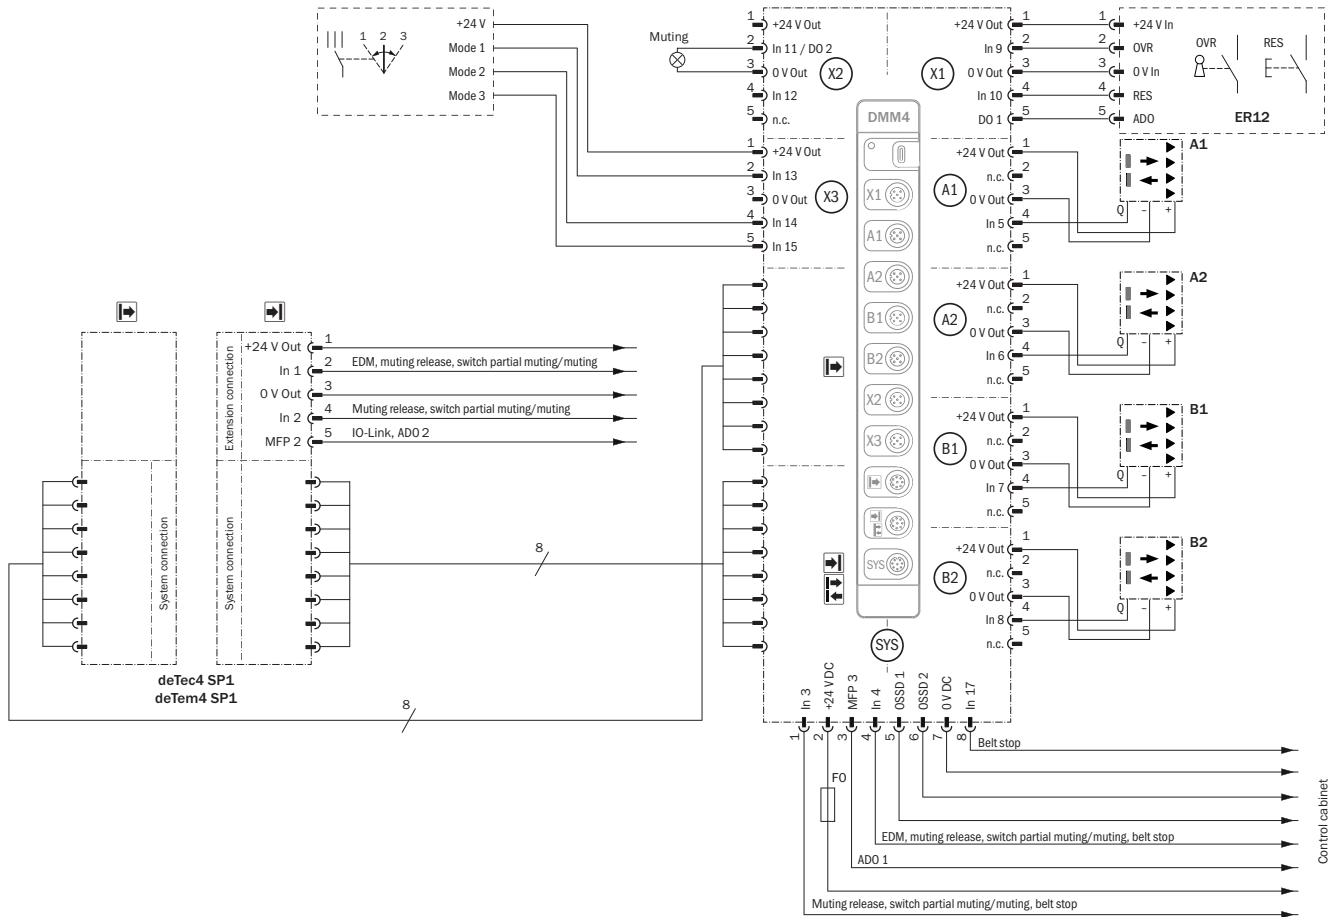 +24 V
Mode 1
Mode 2
Mode 3
1 2 3
Muting
1 +24 V Out
2 In 11 / DO 2
3 0 V Out
4 In 12
5 n.c.
X2
X1
+24 V Out 1
In 9 2
0 V Out 3
In 10 4
DO 1 5
1 +24 V In
2 OVR
3 0 V In
4 RES
5 ADO
OVR RES
ER12
1 +24 V Out
2 In 13
3 0 V Out
4 In 14
5 In 15
X3
DMM4
X1
A1
A2
B1
B2
X2
X3
SYS
A1
+24 V Out 1
n.c. 2
0 V Out 3
In 5 4
n.c. 5
A1
Q – +
A2
+24 V Out 1
n.c. 2
0 V Out 3
In 6 4
n.c. 5
A2
Q – +
B1
+24 V Out 1
n.c. 2
0 V Out 3
In 7 4
n.c. 5
B1
Q – +
B2
+24 V Out 1
n.c. 2
0 V Out 3
In 8 4
n.c. 5
B2
Q – +
Extension connection
+24 V Out 1
In 1 2 EDM, muting release, switch partial muting/muting
0 V Out 3
In 2 4 Muting release, switch partial muting/muting
MFP 2 5 IO-Link, ADO 2
System connection
System connection
8
8
deTec4 SP1
deTem4 SP1
SYS
In 3
+24 V DC
MFP 3
In 4
OSSD 1
OSSD 2
0 V DC
In 17
1 2 3 4 5 6 7 8
Belt stop
F0
EDM, muting release, switch partial muting/muting, belt stop
ADO 1
Muting release, switch partial muting/muting, belt stop
Control cabinet